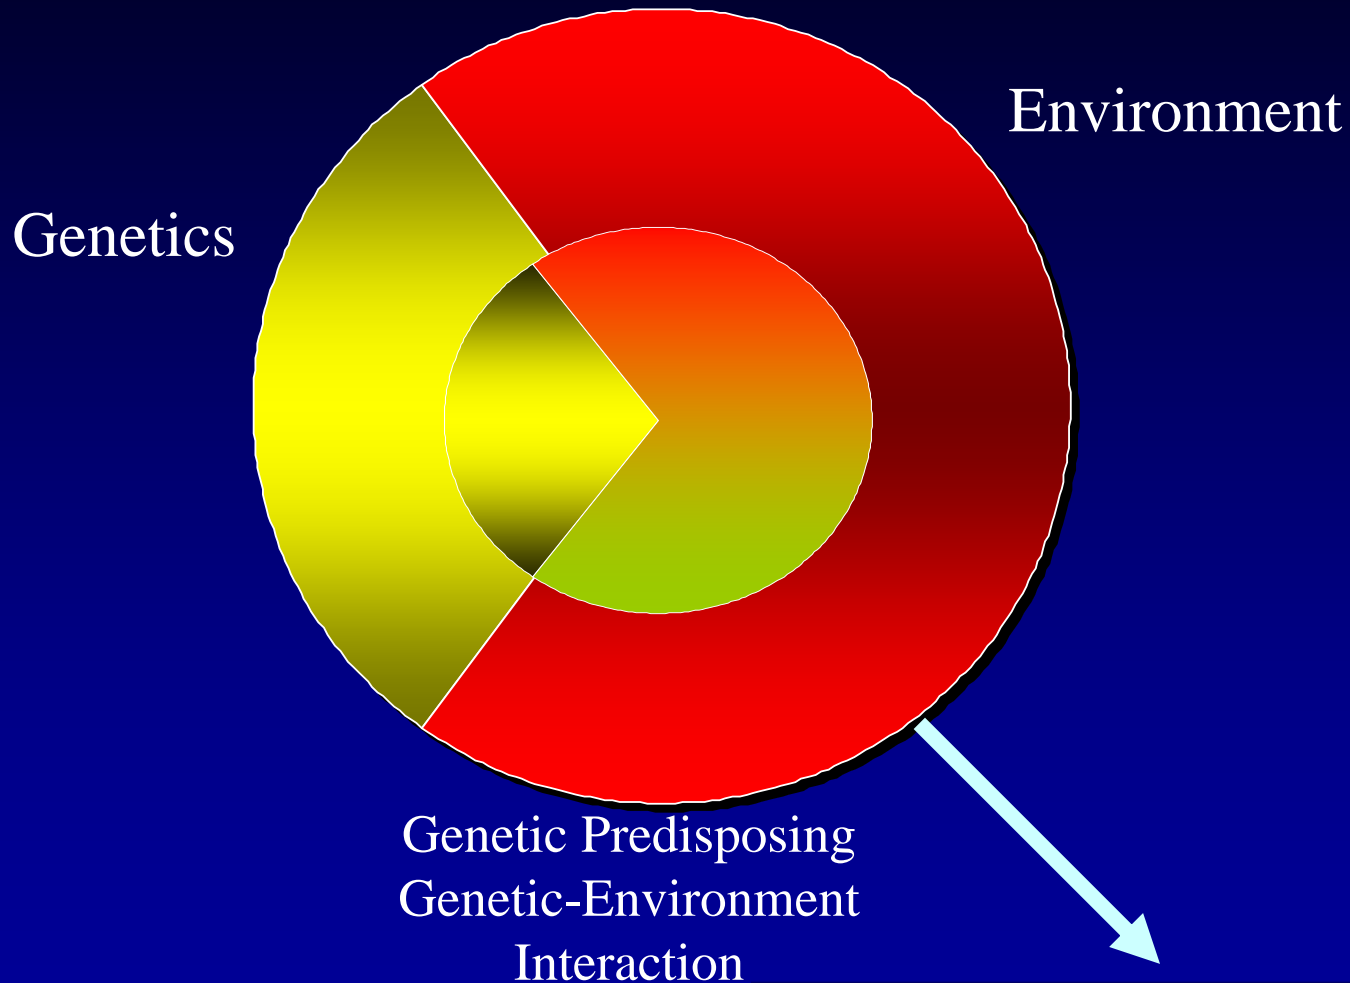 Environment
Genetics
Genetic Predisposing
Genetic-Environment
Interaction